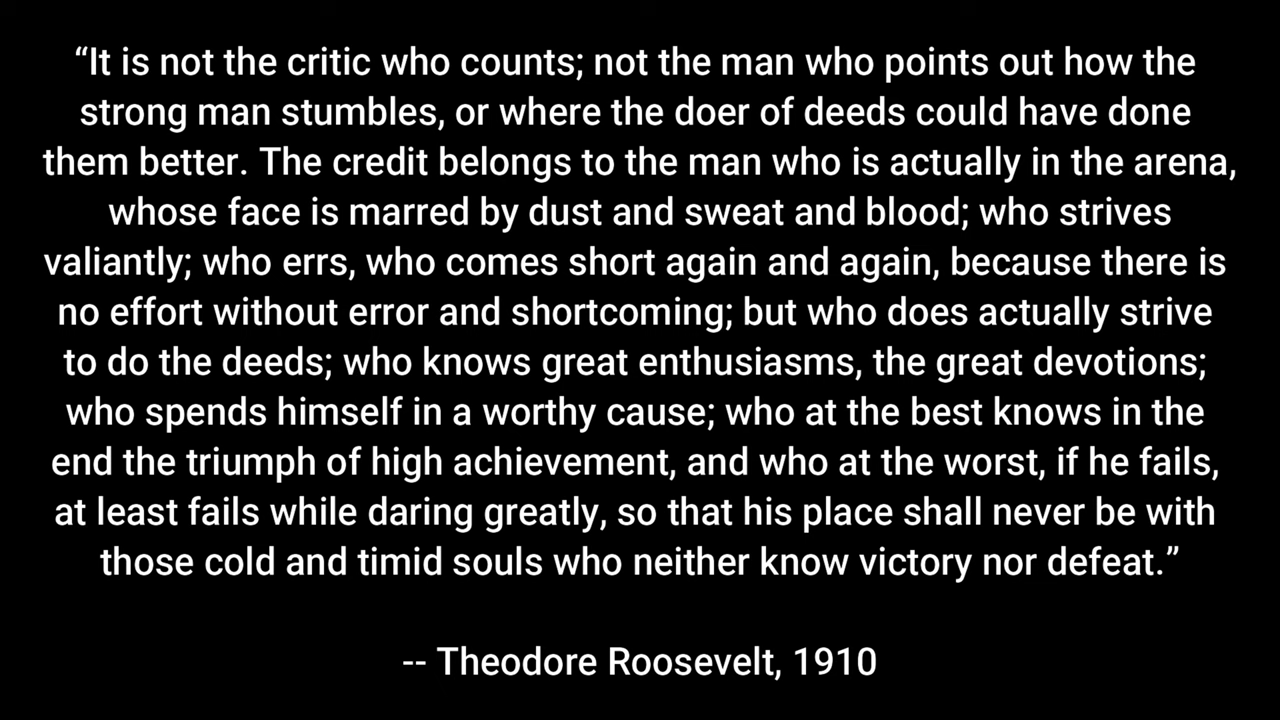 “It is not the critic who counts; not the man who points out how the
strong man stumbles, or where the doer of deeds could have done
them better. The credit belongs to the man who is actually in the arena,
whose face is marred by dust and sweat and blood; who strives
valiantly; who errs, who comes short again and again, because there is
no effort without error and shortcoming; but who does actually strive
to do the deeds; who knows great enthusiasms, the great devotions;
who spends himself in a worthy cause; who at the best knows in the
end the triumph of high achievement, and who at the worst, if he fails,
at least fails while daring greatly, so that his place shall never be with
those cold and timid souls who neither know victory nor defeat.”
-- Theodore Roosevelt, 1910